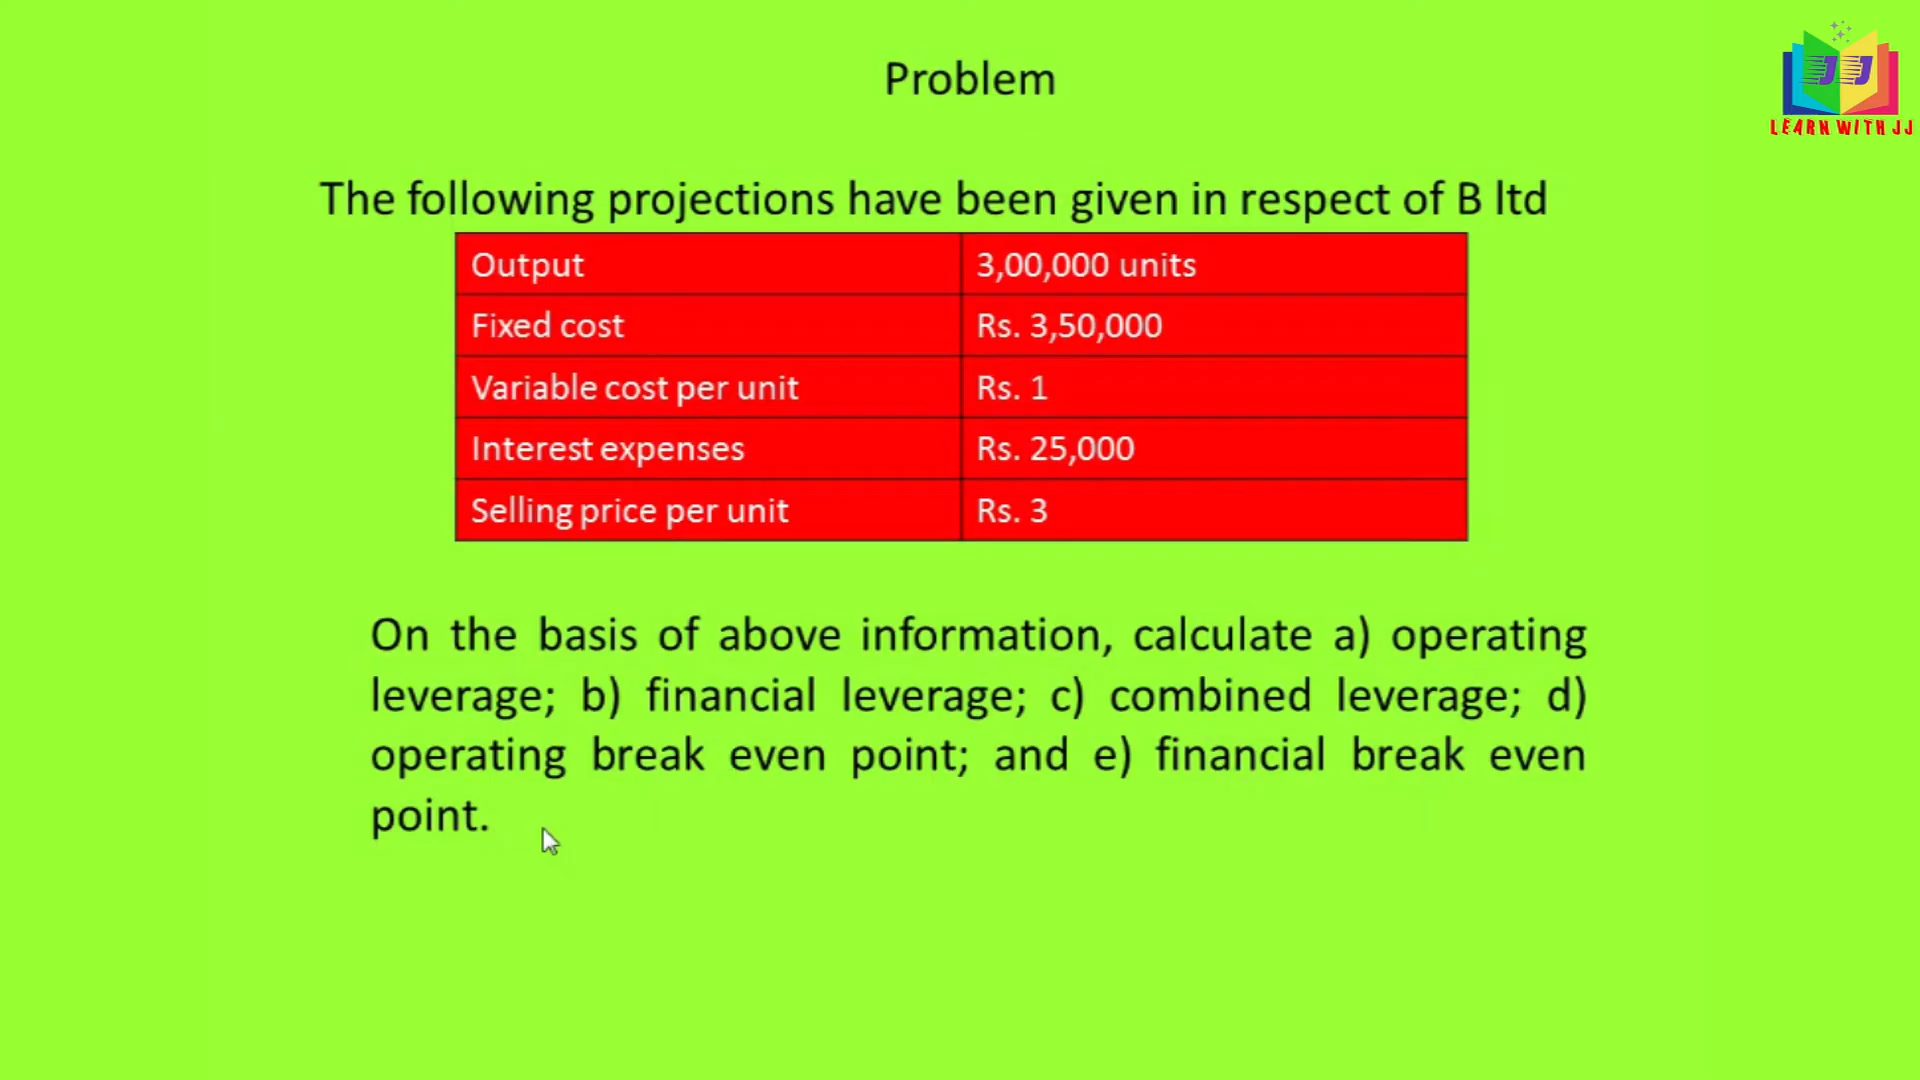 Problem
JJ
LEARN WITH JJ
The following projections have been given in respect of B ltd
Output 3,00,000 units
Fixed cost Rs. 3,50,000
Variable cost per unit Rs. 1
Interest expenses Rs. 25,000
Selling price per unit Rs. 3
On the basis of above information, calculate a) operating
leverage; b) financial leverage; c) combined leverage; d)
operating break even point; and e) financial break even
point.